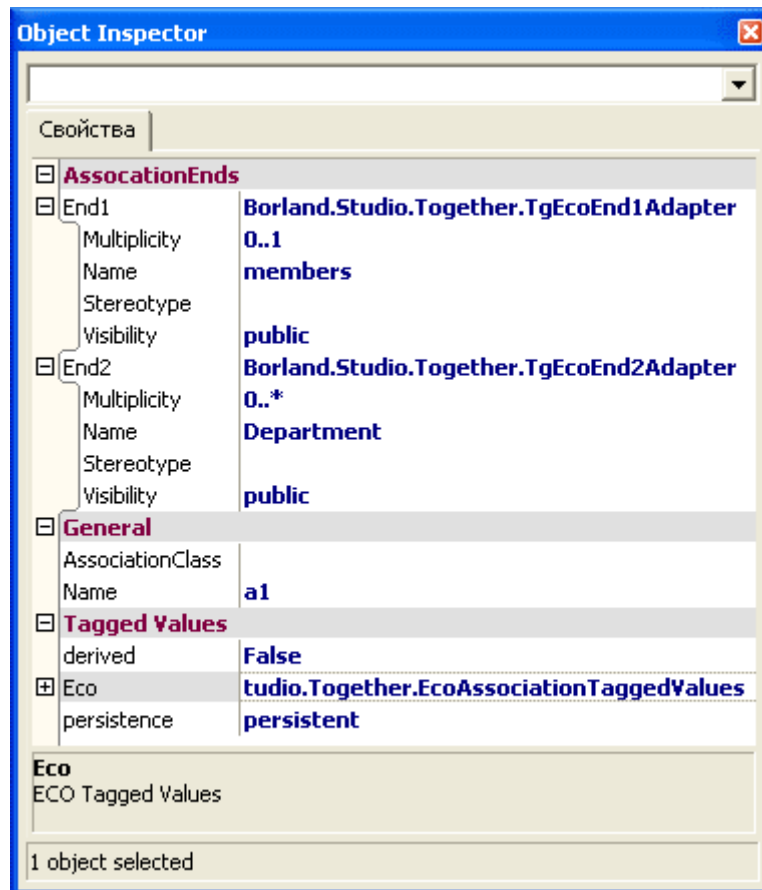 Object Inspector
Свойства
AssocationEnds
End1 Borland.Studio.Together.TgEcoEnd1Adapter
Multiplicity 0..1
Name members
Stereotype
Visibility public
End2 Borland.Studio.Together.TgEcoEnd2Adapter
Multiplicity 0..*
Name Department
Stereotype
Visibility public
General
AssociationClass
Name a1
Tagged Values
derived False
Eco tudio.Together.EcoAssociationTaggedValues
persistence persistent
Eco
ECO Tagged Values
1 object selected